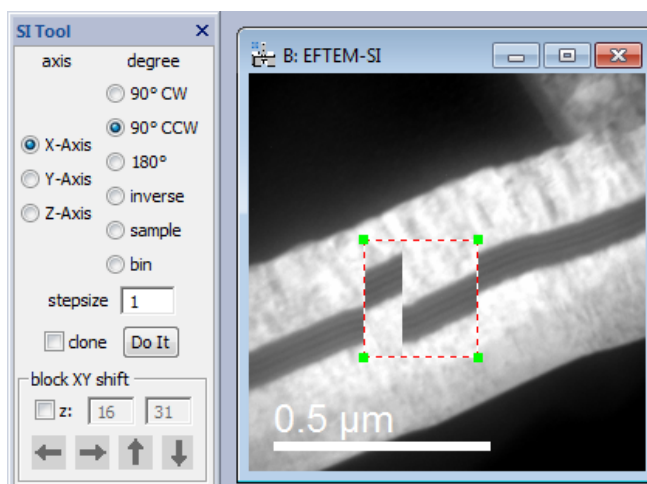 SI Tool
axis degree
90° CW
90° CCW
X-Axis
180°
Y-Axis
inverse
Z-Axis
sample
bin
stepsize 1
clone Do It
block XY shift
z: 16 31
B: EFTEM-SI
0.5 µm